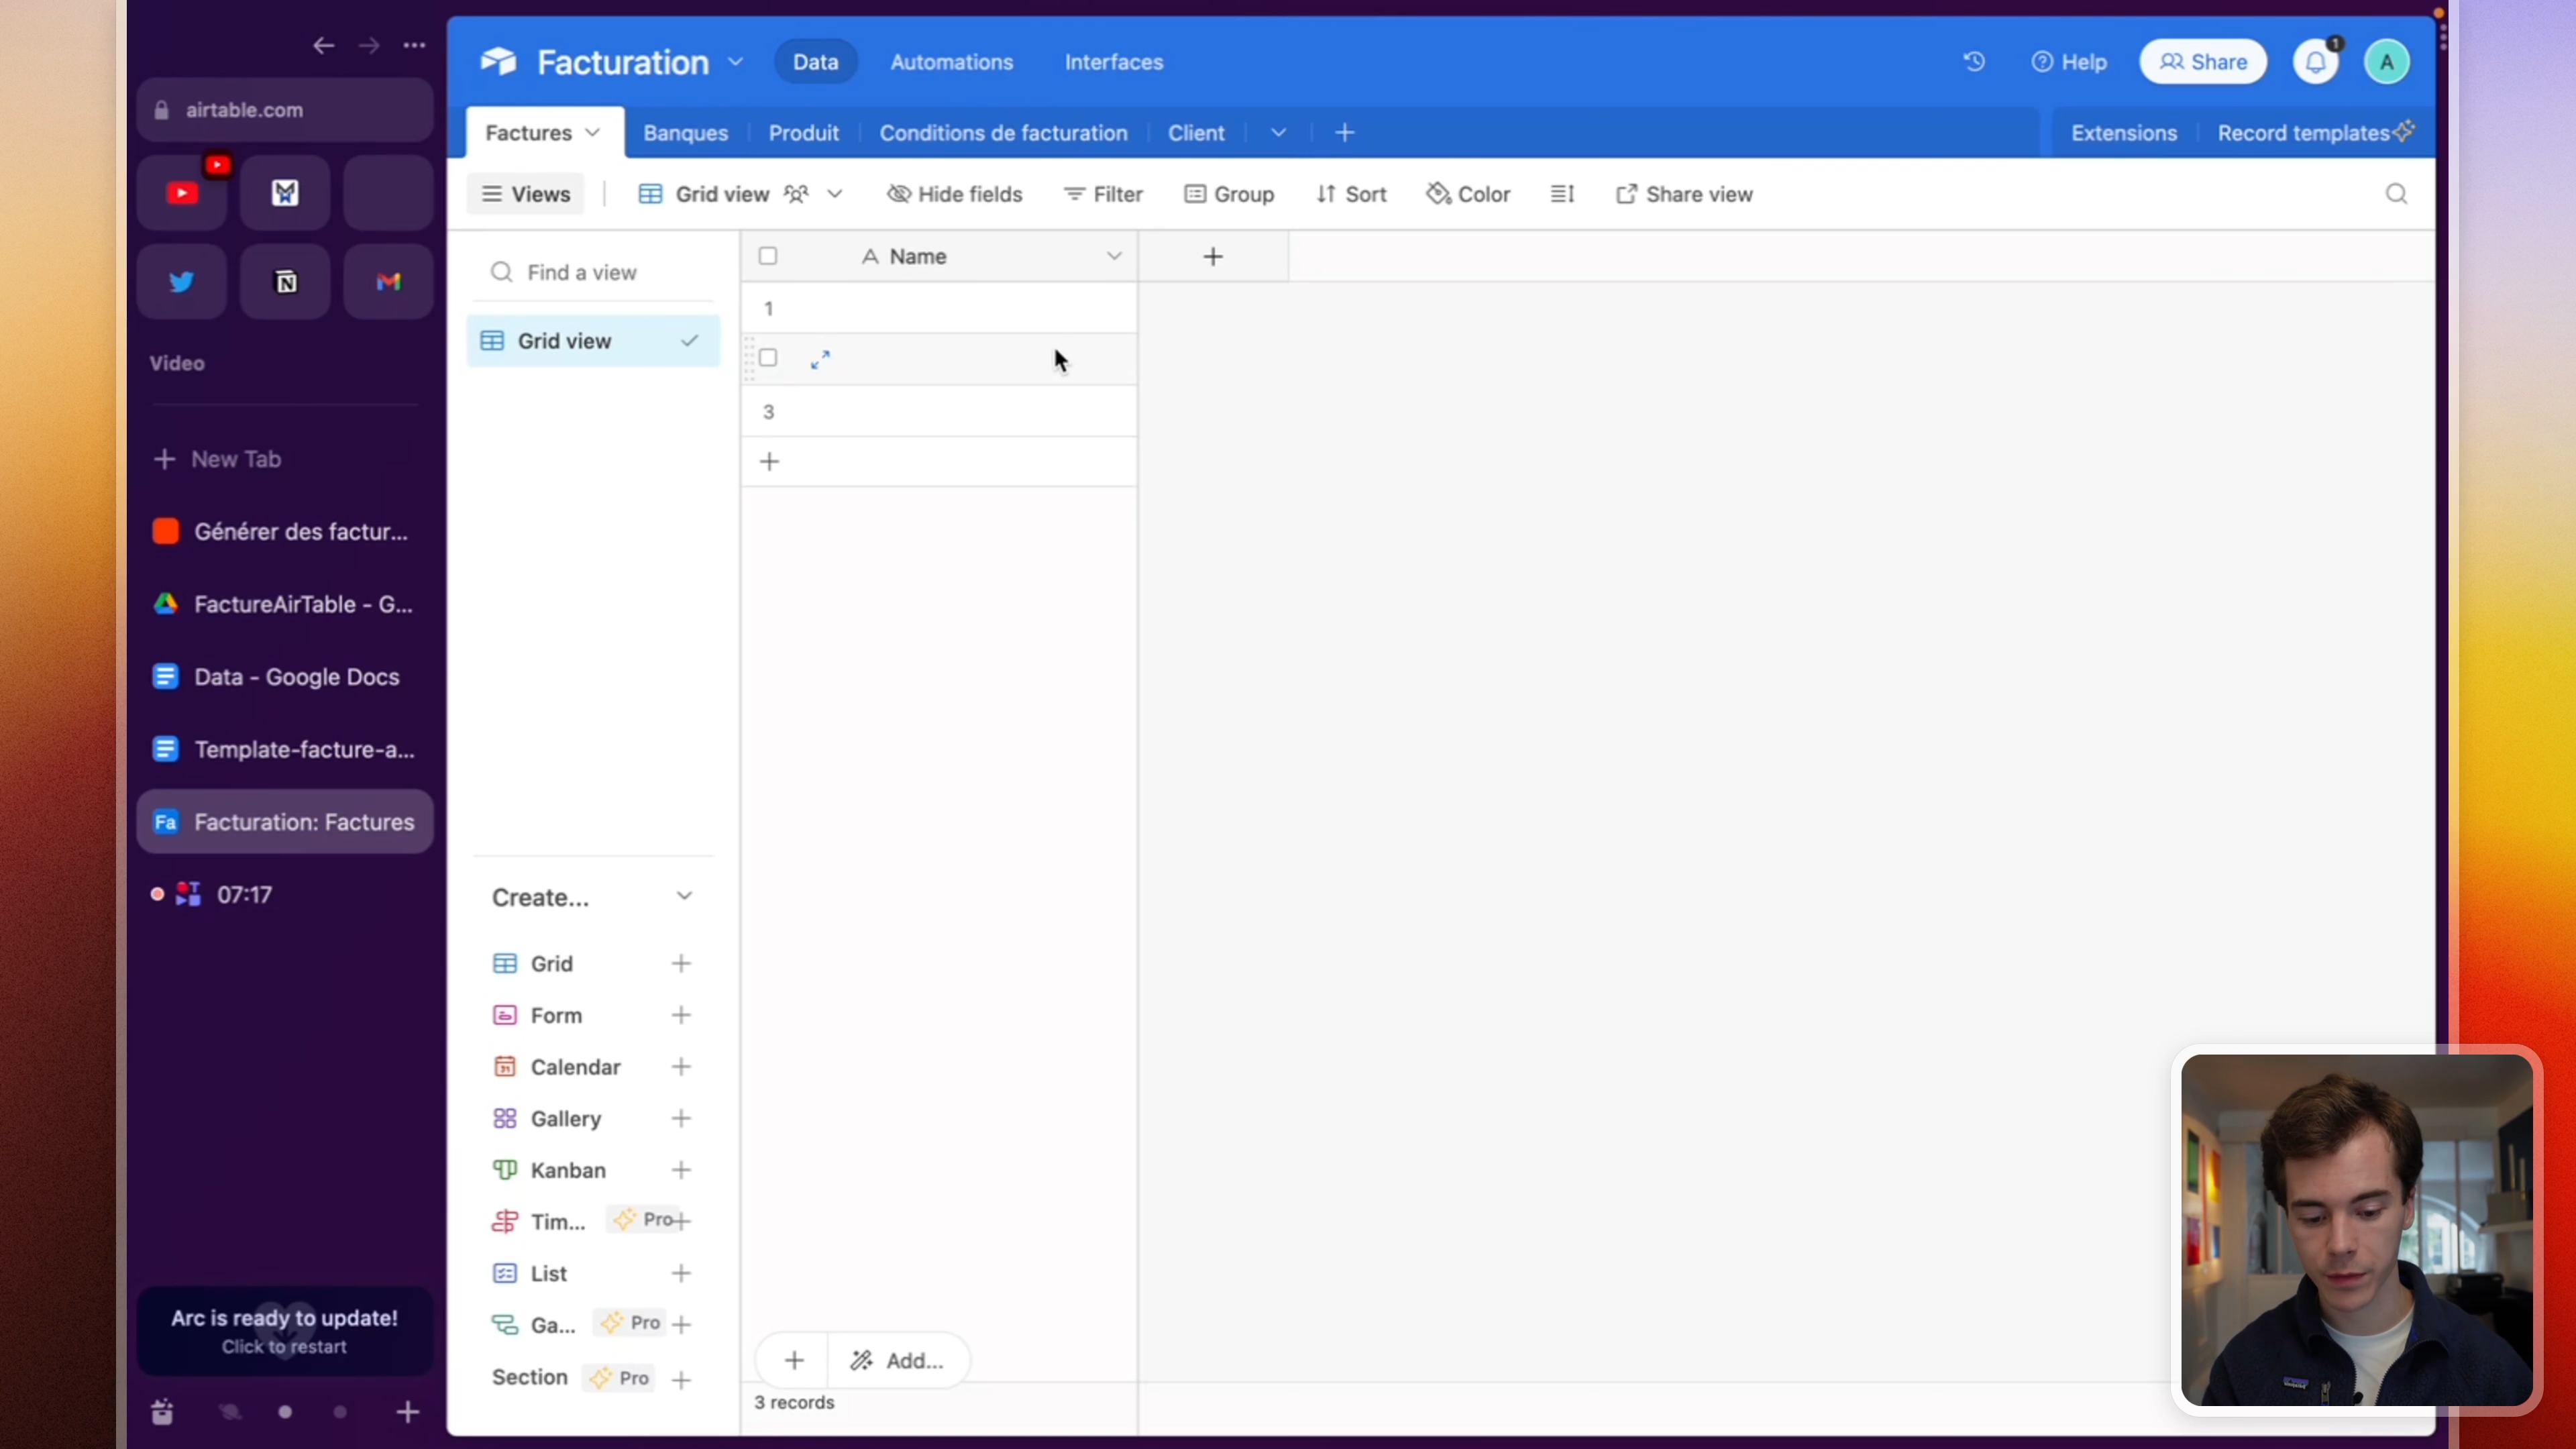 airtable.com
Video
New Tab
Générer des factur...
FactureAirTable - G...
Data - Google Docs
Template-facture-a...
Fa Facturation: Factures
07:17
Arc is ready to update!
Click to restart
Facturation
Data
Automations
Interfaces
Help
Share
1
A
Factures
Banques
Produit
Conditions de facturation
Client
Extensions
Record templates
Views
Grid view
Hide fields
Filter
Group
Sort
Color
Share view
Find a view
Grid view
Create...
Grid
Form
Calendar
Gallery
Kanban
Tim... Pro
List
Ga... Pro
Section Pro
A Name
1
3
Add...
3 records